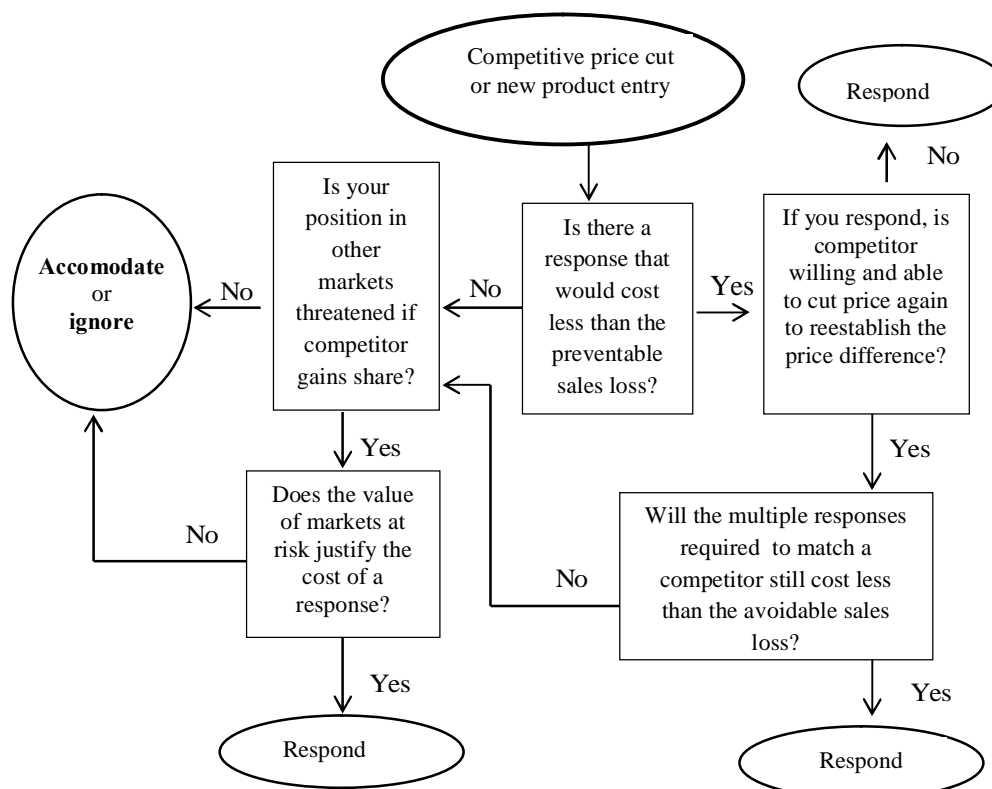 Competitive price cut
or new product entry
Respond
No
Is your
position in
other
markets
threatened if
competitor
gains share?
Is there a
response that
would cost
less than the
preventable
sales loss?
If you respond, is
competitor
willing and able
to cut price again
to reestablish the
price difference?
Accomodate
or
ignore
No
No
Yes
Yes
Yes
Does the value
of markets at
risk justify the
cost of a
response?
No
Will the multiple responses
required to match a
competitor still cost less
than the avoidable sales
loss?
No
Yes
Yes
Respond
Respond